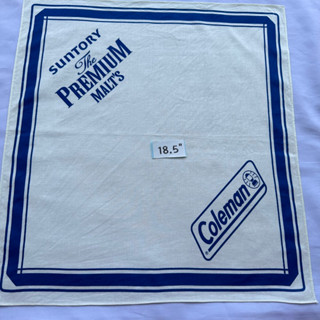 SUNTORY
The
PREMIUM
MALT'S
18.5"
Coleman